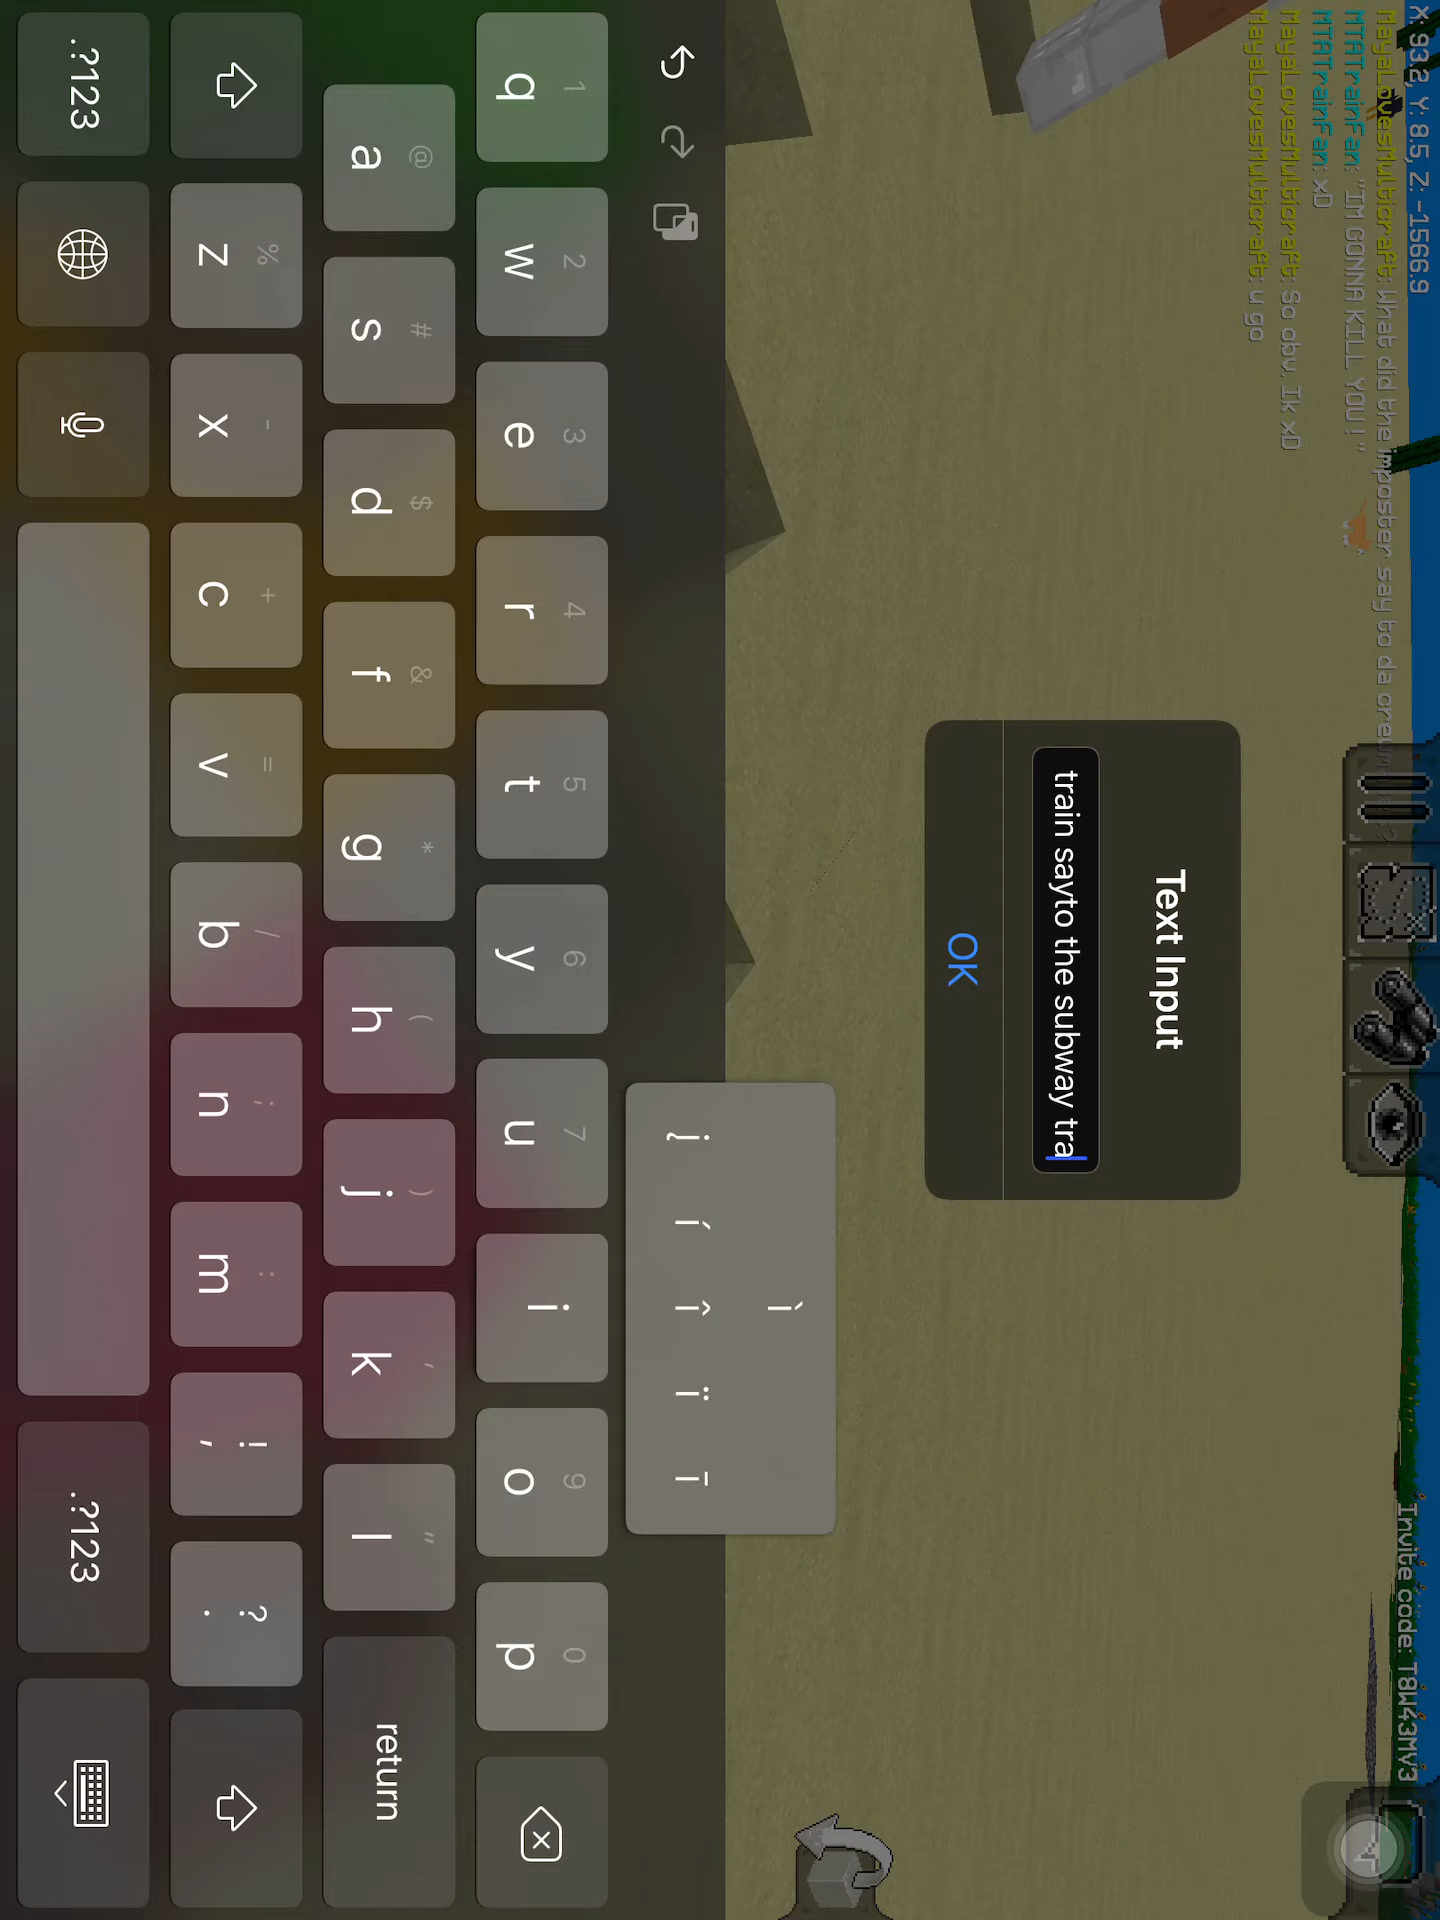 X: 93.2, Y: 8.5, Z: -1566.9
MayaLovesMulticraft: What did the imposter say to da crewmates?
MTATrainFan: "IM GONNA KILL YOU!"
MTATrainFan: xD
MayaLovesMulticraft: So obv. Ik xD
MayaLovesMulticraft: u go
Invite code: T8W43MV3
Text Input
train sayto the subway tra
OK
ì
į í î ï ī
1 2 3 4 5 6 7 9 0
q w e r t y u i o p
@ # $ & * ( ) ' "
a s d f g h j k l return
% - + = / ; : ! ?
z x c v b n m , .
.?123 .?123